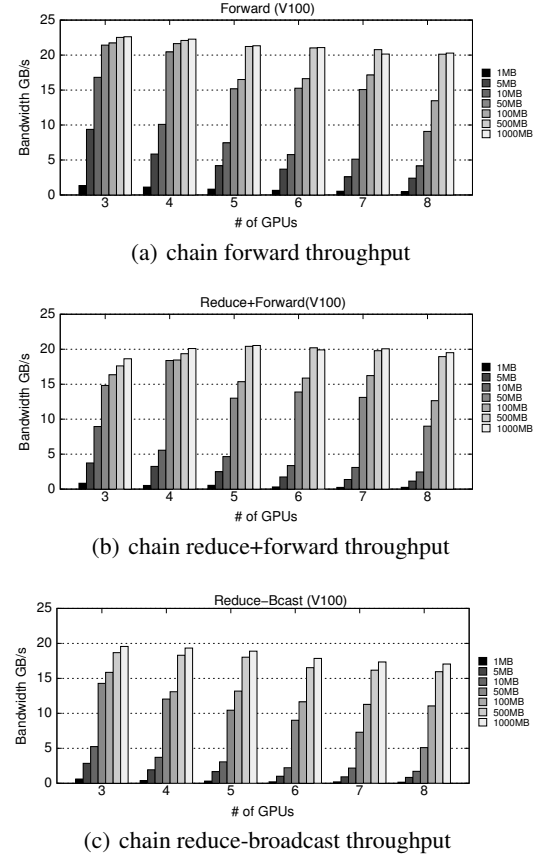 Forward (V100)
Bandwidth GB/s
25
20
15
10
5
0
3 4 5 6 7 8
# of GPUs
1MB
5MB
10MB
50MB
100MB
500MB
1000MB
(a) chain forward throughput
Reduce+Forward(V100)
Bandwidth GB/s
25
20
15
10
5
0
3 4 5 6 7 8
# of GPUs
1MB
5MB
10MB
50MB
100MB
500MB
1000MB
(b) chain reduce+forward throughput
Reduce−Bcast (V100)
Bandwidth GB/s
25
20
15
10
5
0
3 4 5 6 7 8
# of GPUs
1MB
5MB
10MB
50MB
100MB
500MB
1000MB
(c) chain reduce-broadcast throughput